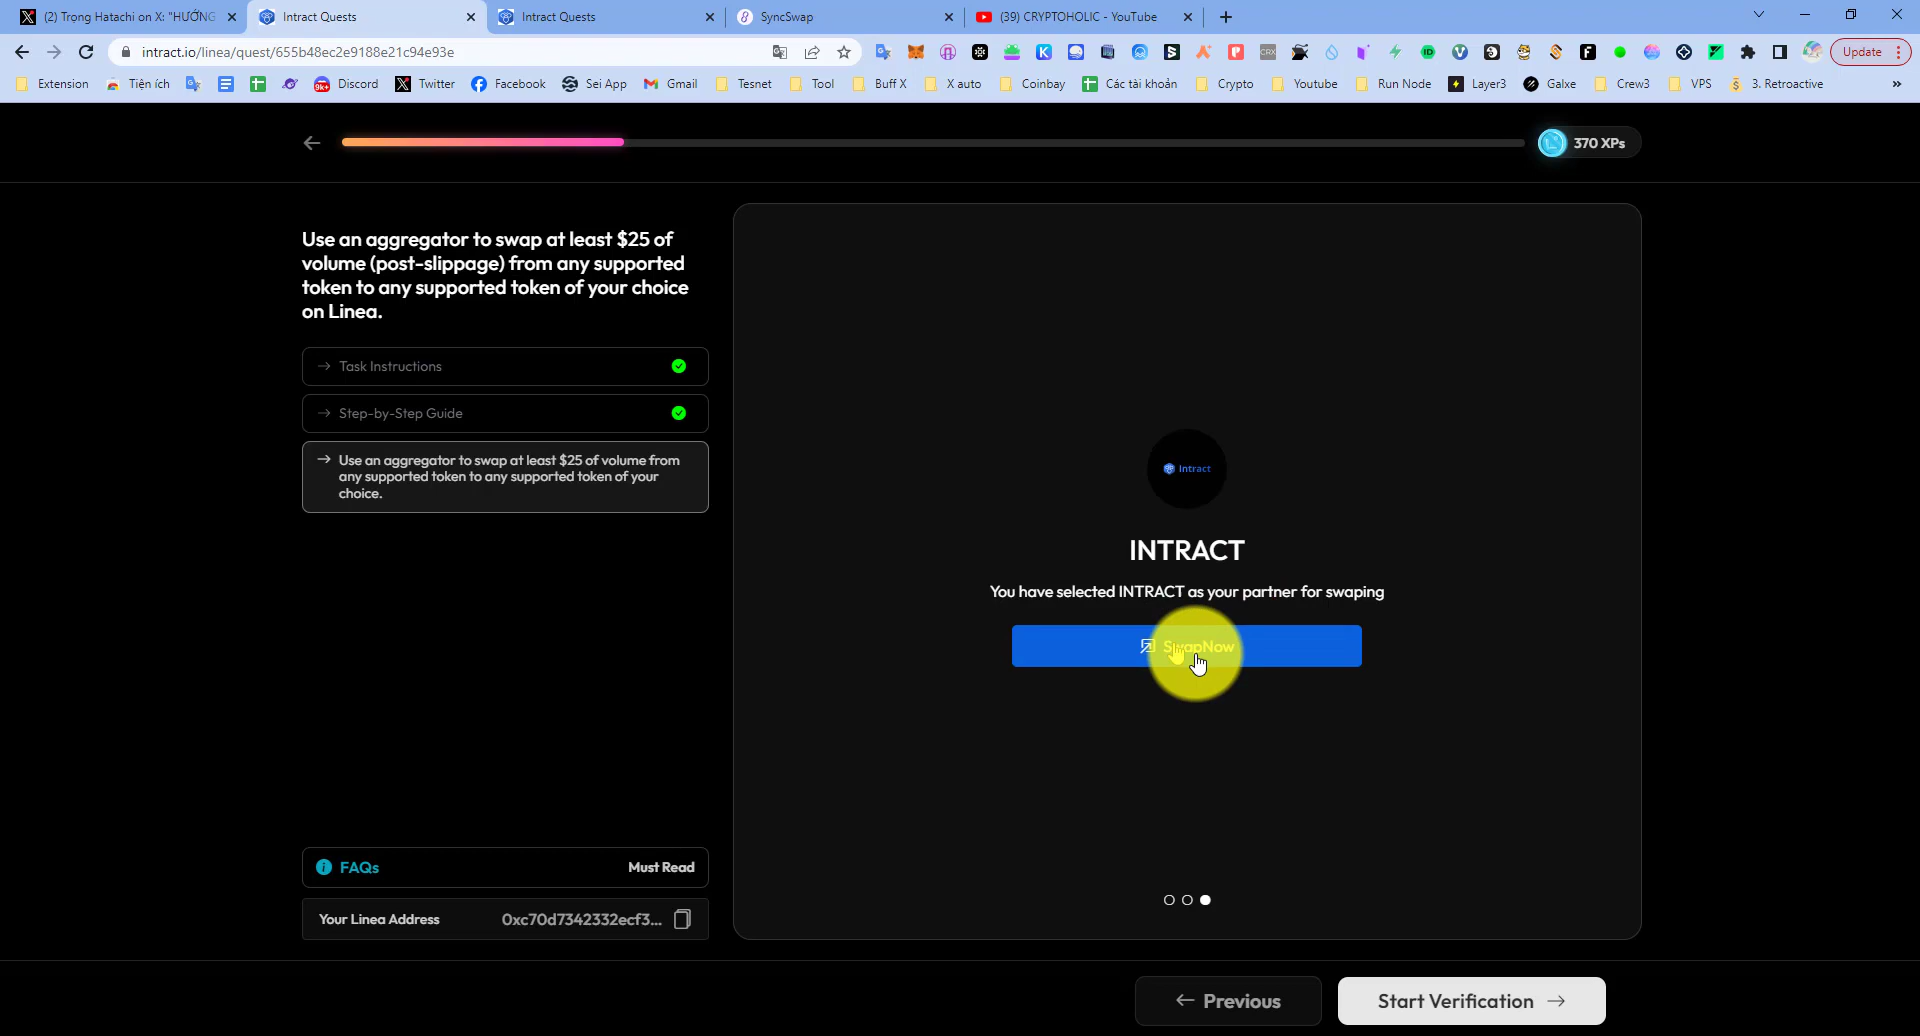 (2) Trọng Hatachi on X: "HƯỚNG
Intract Quests
Intract Quests
SyncSwap
(39) CRYPTOHOLIC - YouTube
intract.io/linea/quest/655b48ec2e9188e21c94e93e
Update
Extension
Tiện ích
9k+
Discord
Twitter
Facebook
Sei App
Gmail
Tesnet
Tool
Buff X
X auto
Coinbay
Các tài khoản
Crypto
Youtube
Run Node
Layer3
Galxe
Crew3
VPS
3. Retroactive
370 XPs
Use an aggregator to swap at least $25 of
volume (post-slippage) from any supported
token to any supported token of your choice
on Linea.
Task Instructions
Step-by-Step Guide
Use an aggregator to swap at least $25 of volume from
any supported token to any supported token of your
choice.
Intract
INTRACT
You have selected INTRACT as your partner for swaping
SwapNow
FAQs
Must Read
Your Linea Address
0xc70d7342332ecf3...
Previous
Start Verification